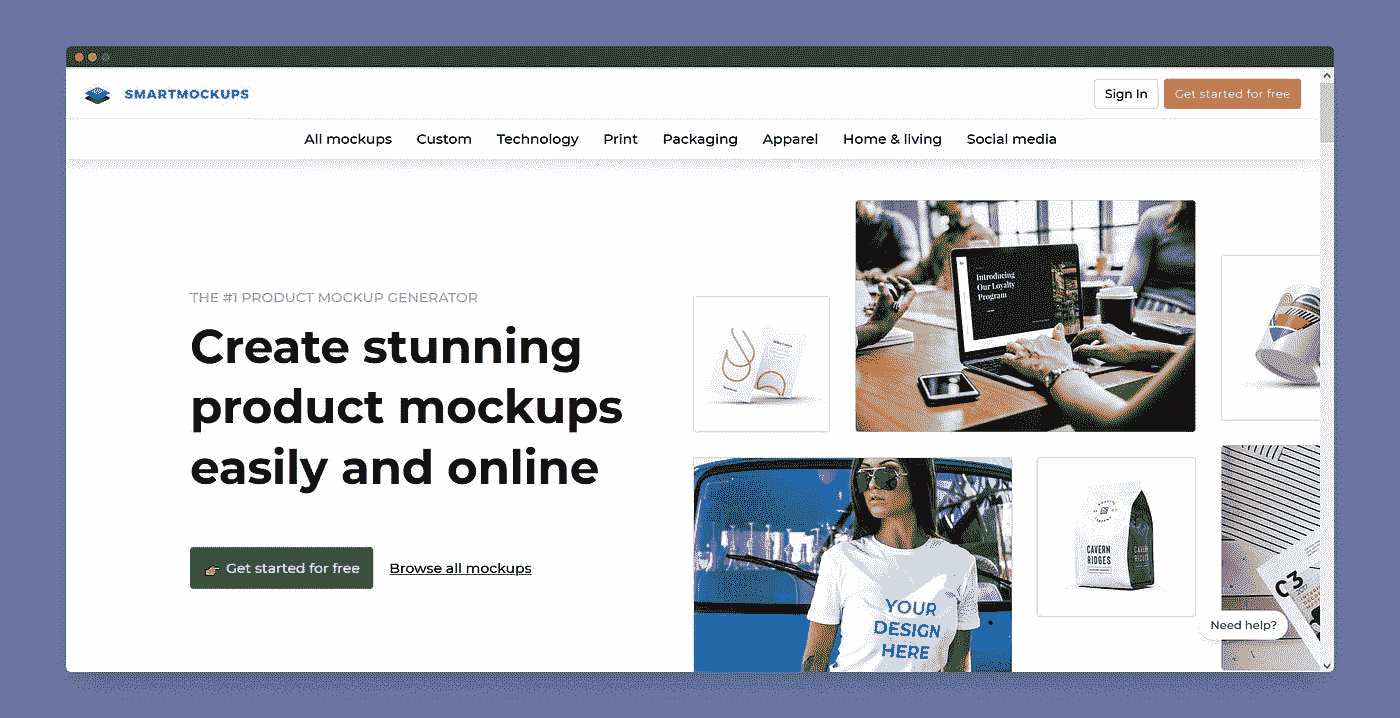 SMARTMOCKUPS
Sign In
Get started for free
All mockups Custom Technology Print Packaging Apparel Home & living Social media
THE #1 PRODUCT MOCKUP GENERATOR
Create stunning
product mockups
easily and online
Get started for free
Browse all mockups
Introducing
Our Loyalty
Program
YOUR
DESIGN
HERE
CAVERN
RIDGES
CAVERN
C3
Need help?